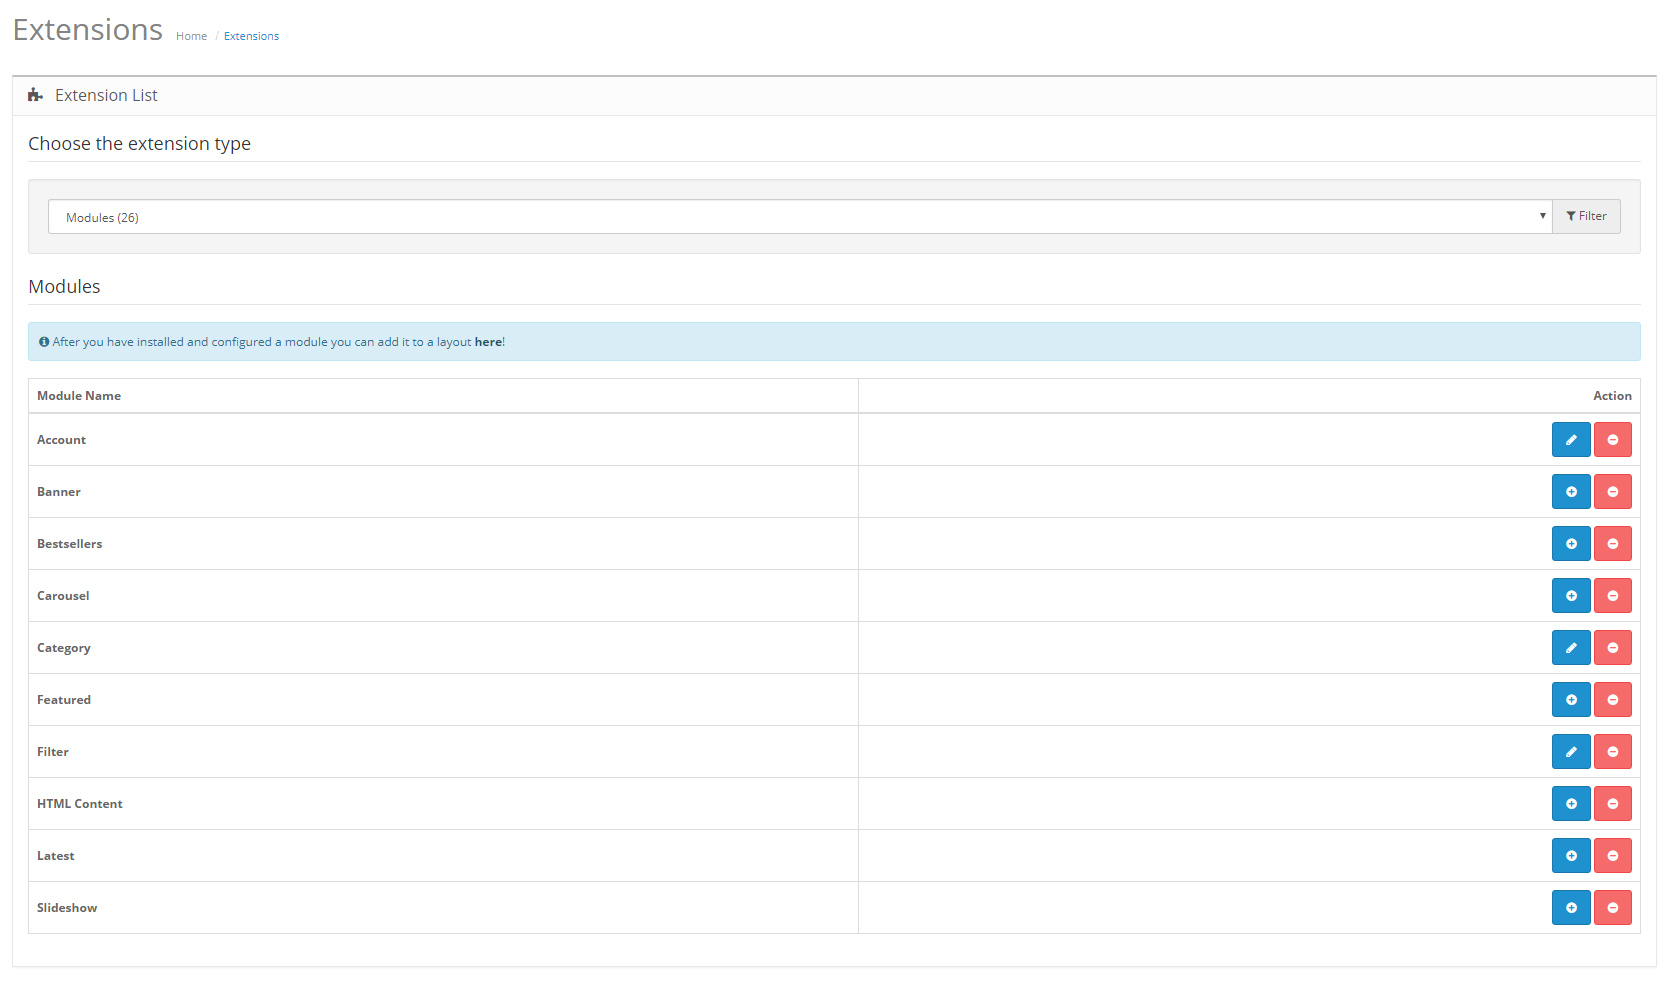 Extensions Home / Extensions
Extension List
Choose the extension type
Modules (26) Filter
Modules
After you have installed and configured a module you can add it to a layout here!
Module Name Action
Account
Banner
Bestsellers
Carousel
Category
Featured
Filter
HTML Content
Latest
Slideshow